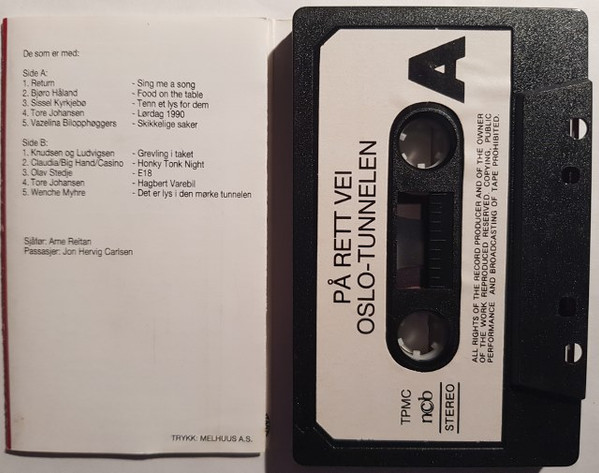 De som er med:
Side A:
1. Return - Sing me a song
2. Bjøro Håland - Food on the table
3. Sissel Kyrkjebø - Tenn et lys for dem
4. Tore Johansen - Lørdag 1990
5. Vazelina Bilopphøggers - Skikkelige saker
Side B:
1. Knudsen og Ludvigsen - Grevling i taket
2. Claudia/Big Hand/Casino - Honky Tonk Night
3. Olav Stedje - E18
4. Tore Johansen - Hagbert Varebil
5. Wenche Myhre - Det er lys i den mørke tunnelen
Sjåfør: Arne Reitan
Passasjer: Jon Hervig Carlsen
TRYKK: MELHUUS A.S.
PÅ RETT VEI
OSLO-TUNNELEN
A
ALL RIGHTS OF THE RECORD PRODUCER AND OF THE OWNER
OF THE WORK REPRODUCED RESERVED. COPYING, PUBLIC
PERFORMANCE AND BROADCASTING OF TAPE PROHIBITED.
TPMC
ncb
STEREO